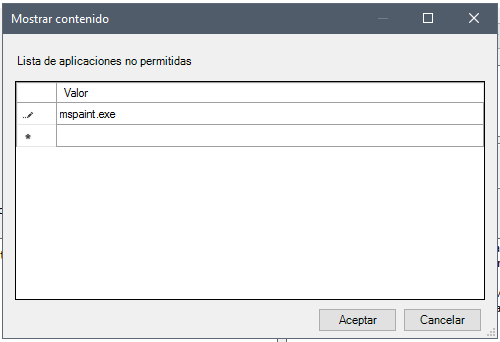 Mostrar contenido
Lista de aplicaciones no permitidas
Valor
mspaint.exe
Aceptar
Cancelar